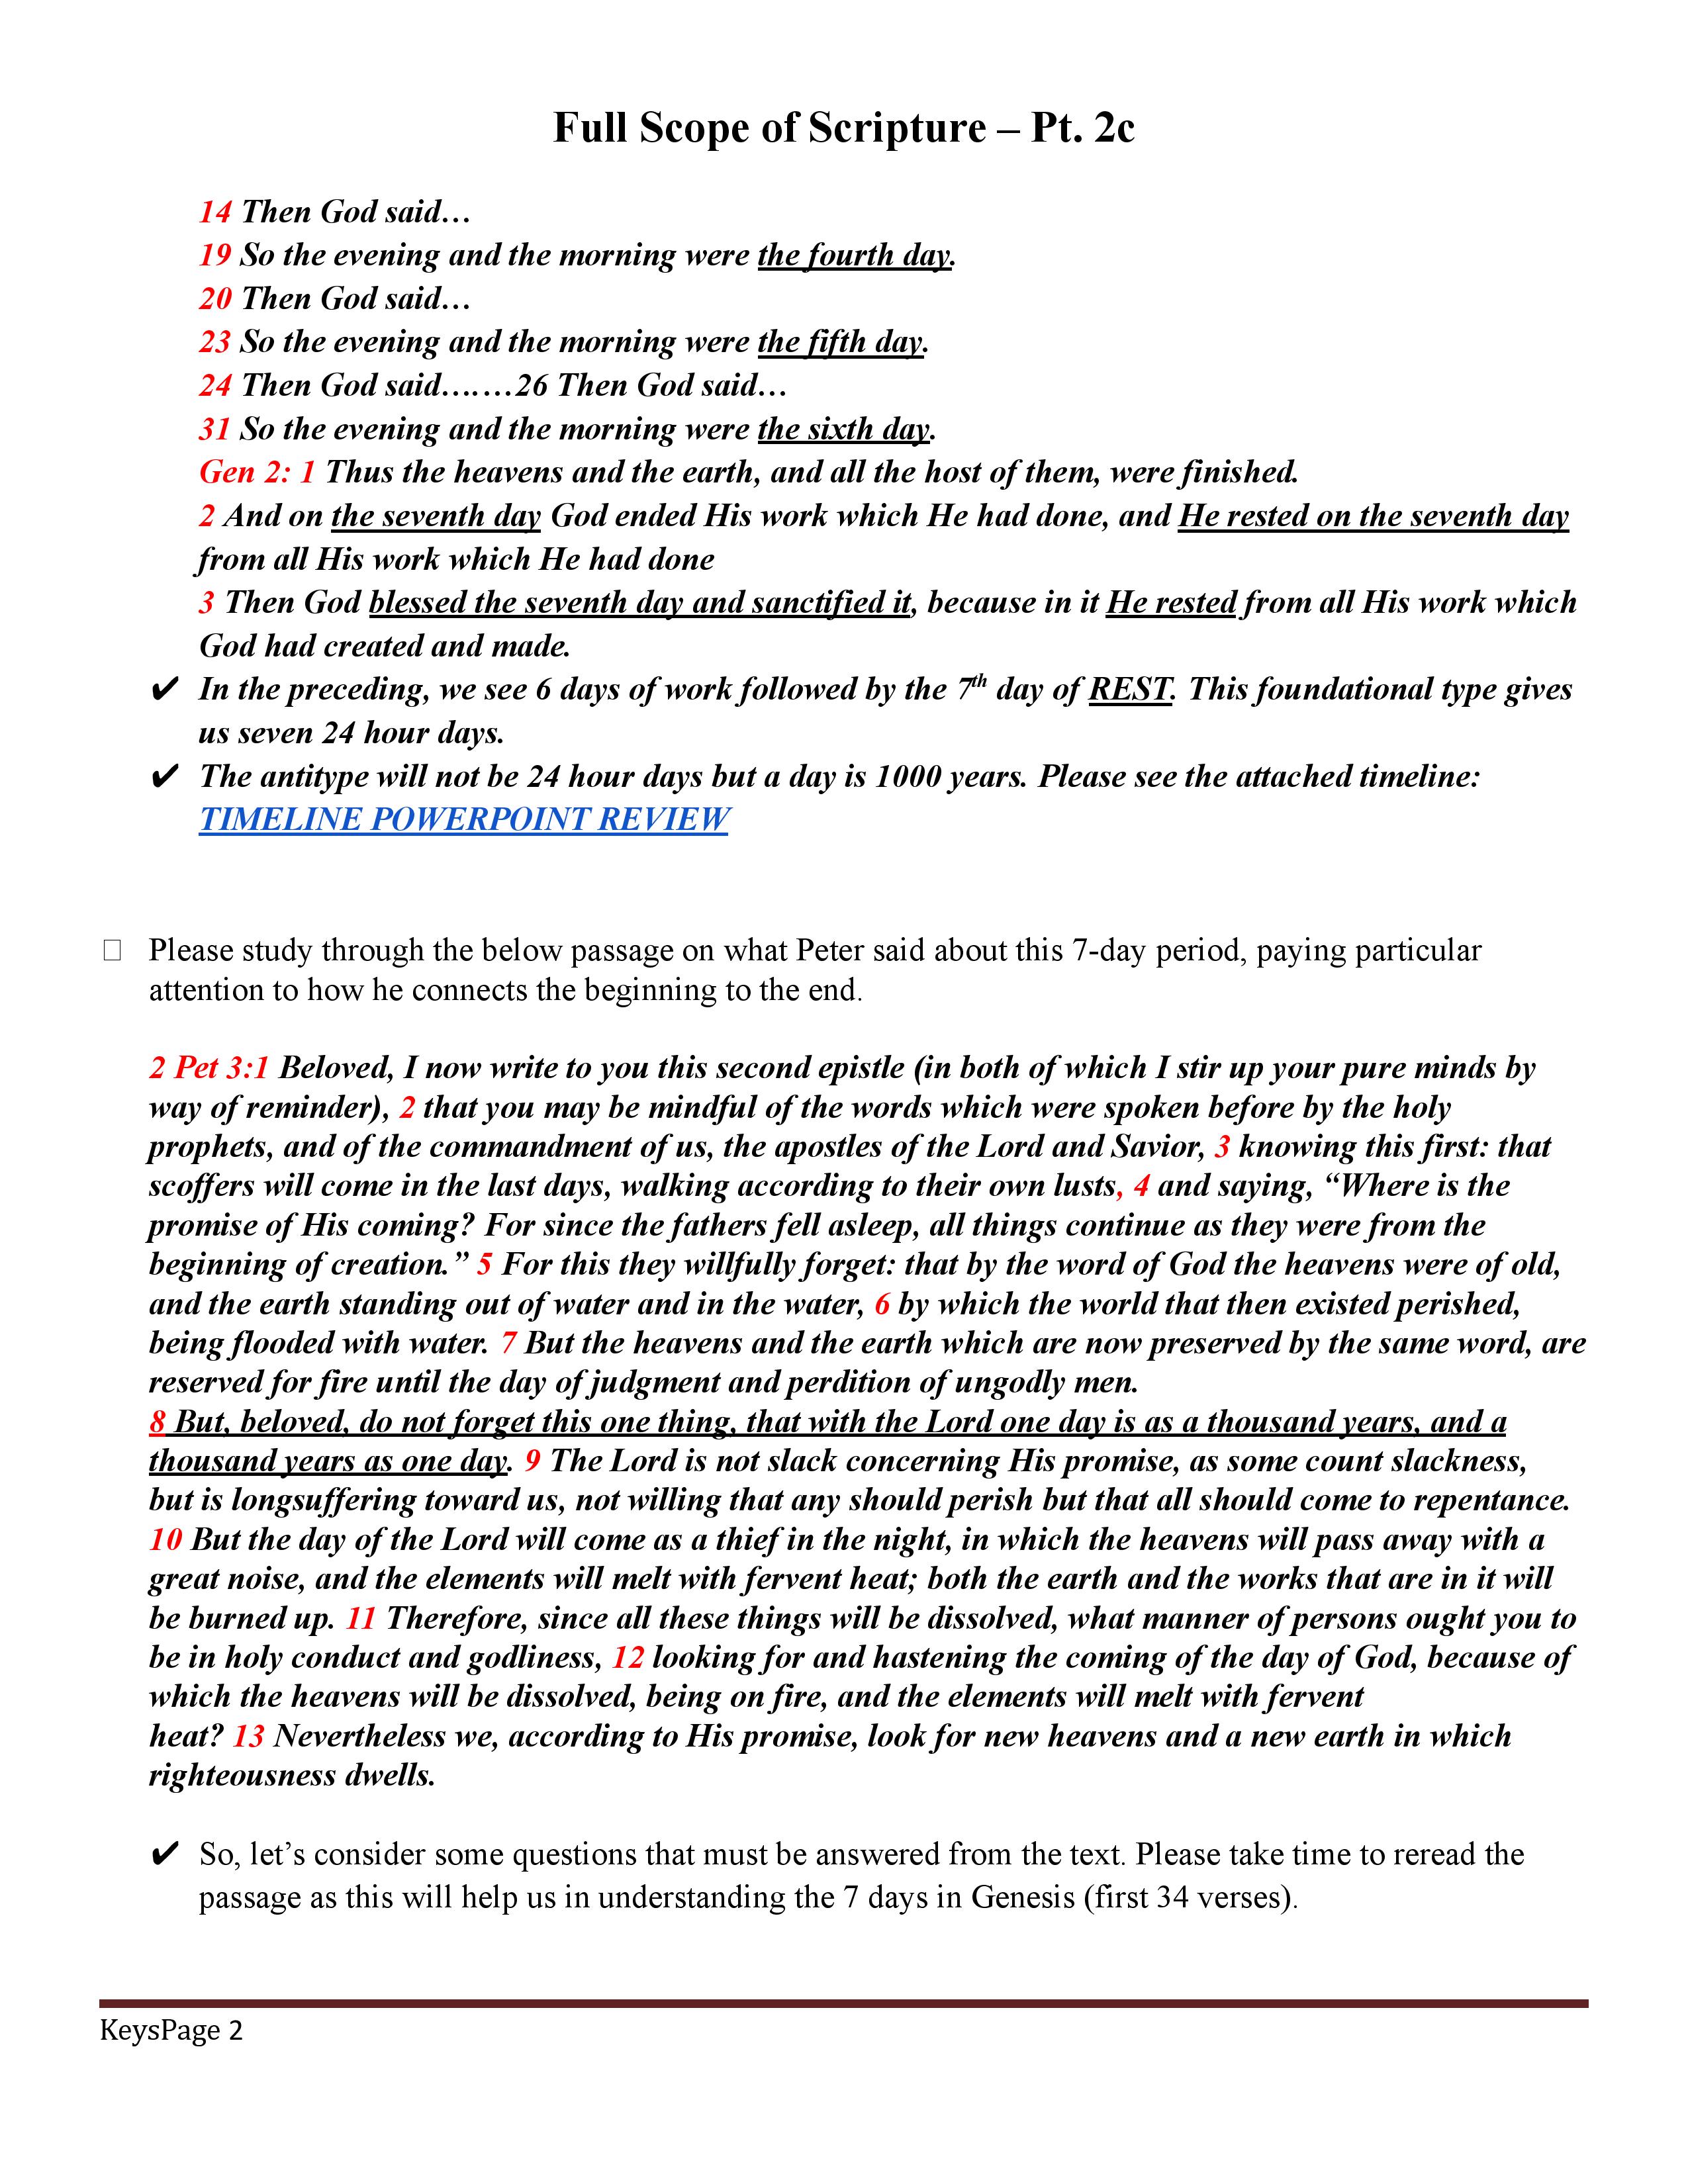 Full Scope of Scripture – Pt. 2c
14 Then God said…
19 So the evening and the morning were the fourth day.
20 Then God said…
23 So the evening and the morning were the fifth day.
24 Then God said…….26 Then God said…
31 So the evening and the morning were the sixth day.
Gen 2: 1 Thus the heavens and the earth, and all the host of them, were finished.
2 And on the seventh day God ended His work which He had done, and He rested on the seventh day
from all His work which He had done
3 Then God blessed the seventh day and sanctified it, because in it He rested from all His work which
God had created and made.
✔ In the preceding, we see 6 days of work followed by the 7th day of REST. This foundational type gives
us seven 24 hour days.
✔ The antitype will not be 24 hour days but a day is 1000 years. Please see the attached timeline:
TIMELINE POWERPOINT REVIEW
□ Please study through the below passage on what Peter said about this 7-day period, paying particular
attention to how he connects the beginning to the end.
2 Pet 3:1 Beloved, I now write to you this second epistle (in both of which I stir up your pure minds by
way of reminder), 2 that you may be mindful of the words which were spoken before by the holy
prophets, and of the commandment of us, the apostles of the Lord and Savior, 3 knowing this first: that
scoffers will come in the last days, walking according to their own lusts, 4 and saying, “Where is the
promise of His coming? For since the fathers fell asleep, all things continue as they were from the
beginning of creation.” 5 For this they willfully forget: that by the word of God the heavens were of old,
and the earth standing out of water and in the water, 6 by which the world that then existed perished,
being flooded with water. 7 But the heavens and the earth which are now preserved by the same word, are
reserved for fire until the day of judgment and perdition of ungodly men.
8 But, beloved, do not forget this one thing, that with the Lord one day is as a thousand years, and a
thousand years as one day. 9 The Lord is not slack concerning His promise, as some count slackness,
but is longsuffering toward us, not willing that any should perish but that all should come to repentance.
10 But the day of the Lord will come as a thief in the night, in which the heavens will pass away with a
great noise, and the elements will melt with fervent heat; both the earth and the works that are in it will
be burned up. 11 Therefore, since all these things will be dissolved, what manner of persons ought you to
be in holy conduct and godliness, 12 looking for and hastening the coming of the day of God, because of
which the heavens will be dissolved, being on fire, and the elements will melt with fervent
heat? 13 Nevertheless we, according to His promise, look for new heavens and a new earth in which
righteousness dwells.
✔ So, let’s consider some questions that must be answered from the text. Please take time to reread the
passage as this will help us in understanding the 7 days in Genesis (first 34 verses).
KeysPage 2